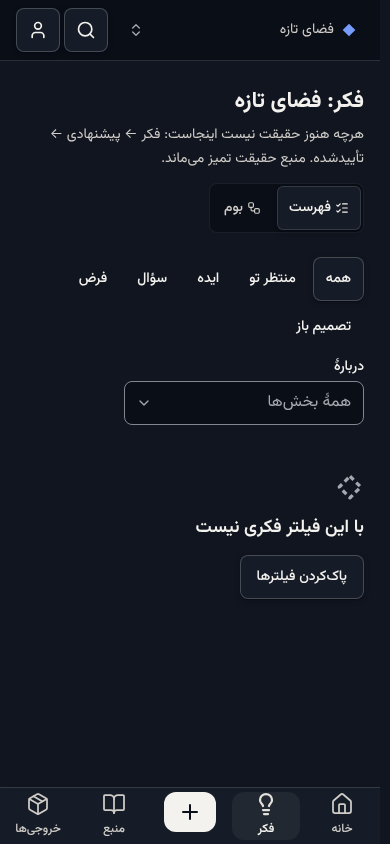 فضای تازه
فکر: فضای تازه
هرچه هنوز حقیقت نیست اینجاست: فکر ← پیشنهادی ←
تأییدشده. منبع حقیقت تمیز می‌ماند.
فهرست
بوم
همه
منتظر تو
ایده
سؤال
فرض
تصمیم باز
دربارهٔ
همهٔ بخش‌ها
با این فیلتر فکری نیست
پاک‌کردن فیلترها
خانه
فکر
منبع
خروجی‌ها